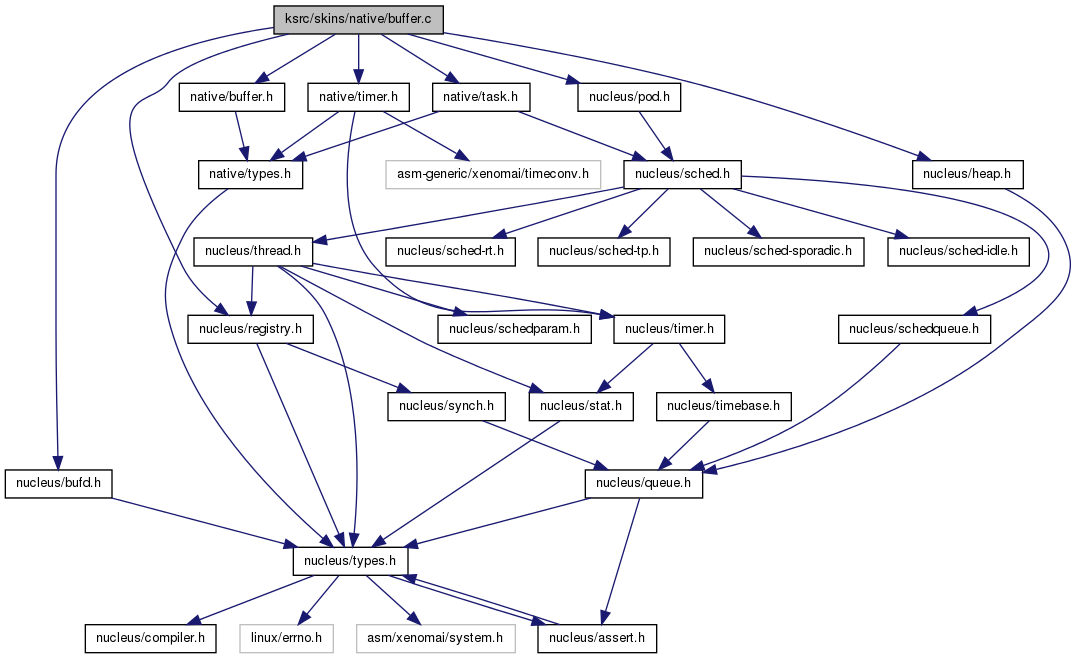 ksrc/skins/native/buffer.c
native/buffer.h
native/timer.h
native/task.h
nucleus/pod.h
native/types.h
asm-generic/xenomai/timeconv.h
nucleus/sched.h
nucleus/heap.h
nucleus/thread.h
nucleus/sched-rt.h
nucleus/sched-tp.h
nucleus/sched-sporadic.h
nucleus/sched-idle.h
nucleus/registry.h
nucleus/schedparam.h
nucleus/timer.h
nucleus/schedqueue.h
nucleus/synch.h
nucleus/stat.h
nucleus/timebase.h
nucleus/bufd.h
nucleus/queue.h
nucleus/types.h
nucleus/compiler.h
linux/errno.h
asm/xenomai/system.h
nucleus/assert.h